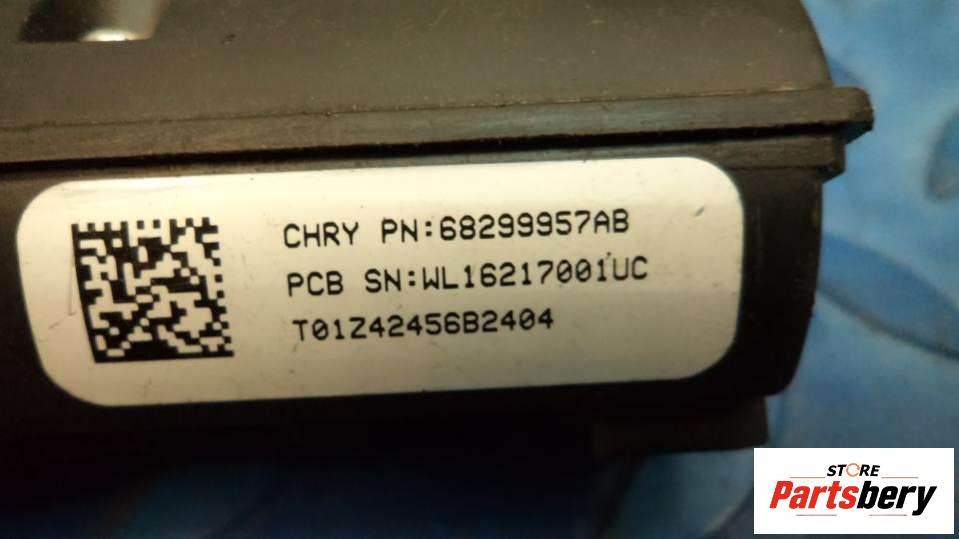 CHRY PN:68299957AB
PCB SN:WL16217001UC
T01Z42456B2404
STORE
Partsbery